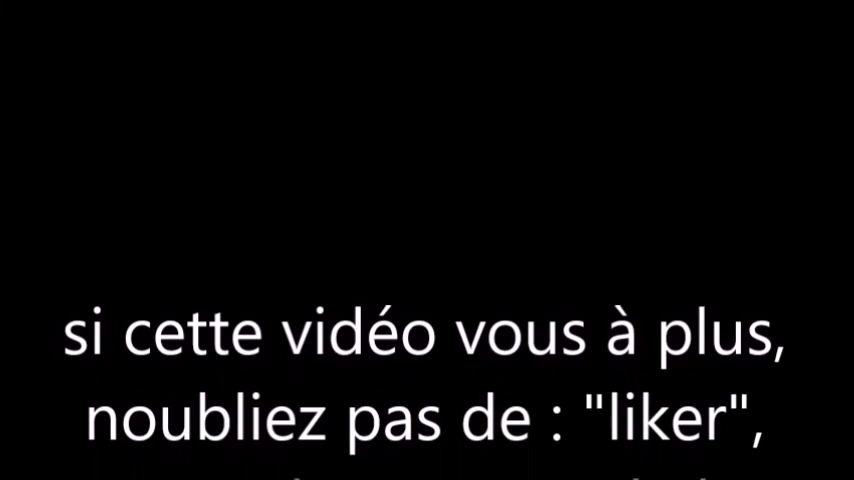 si cette vidéo vous à plus,
noubliez pas de : "liker",